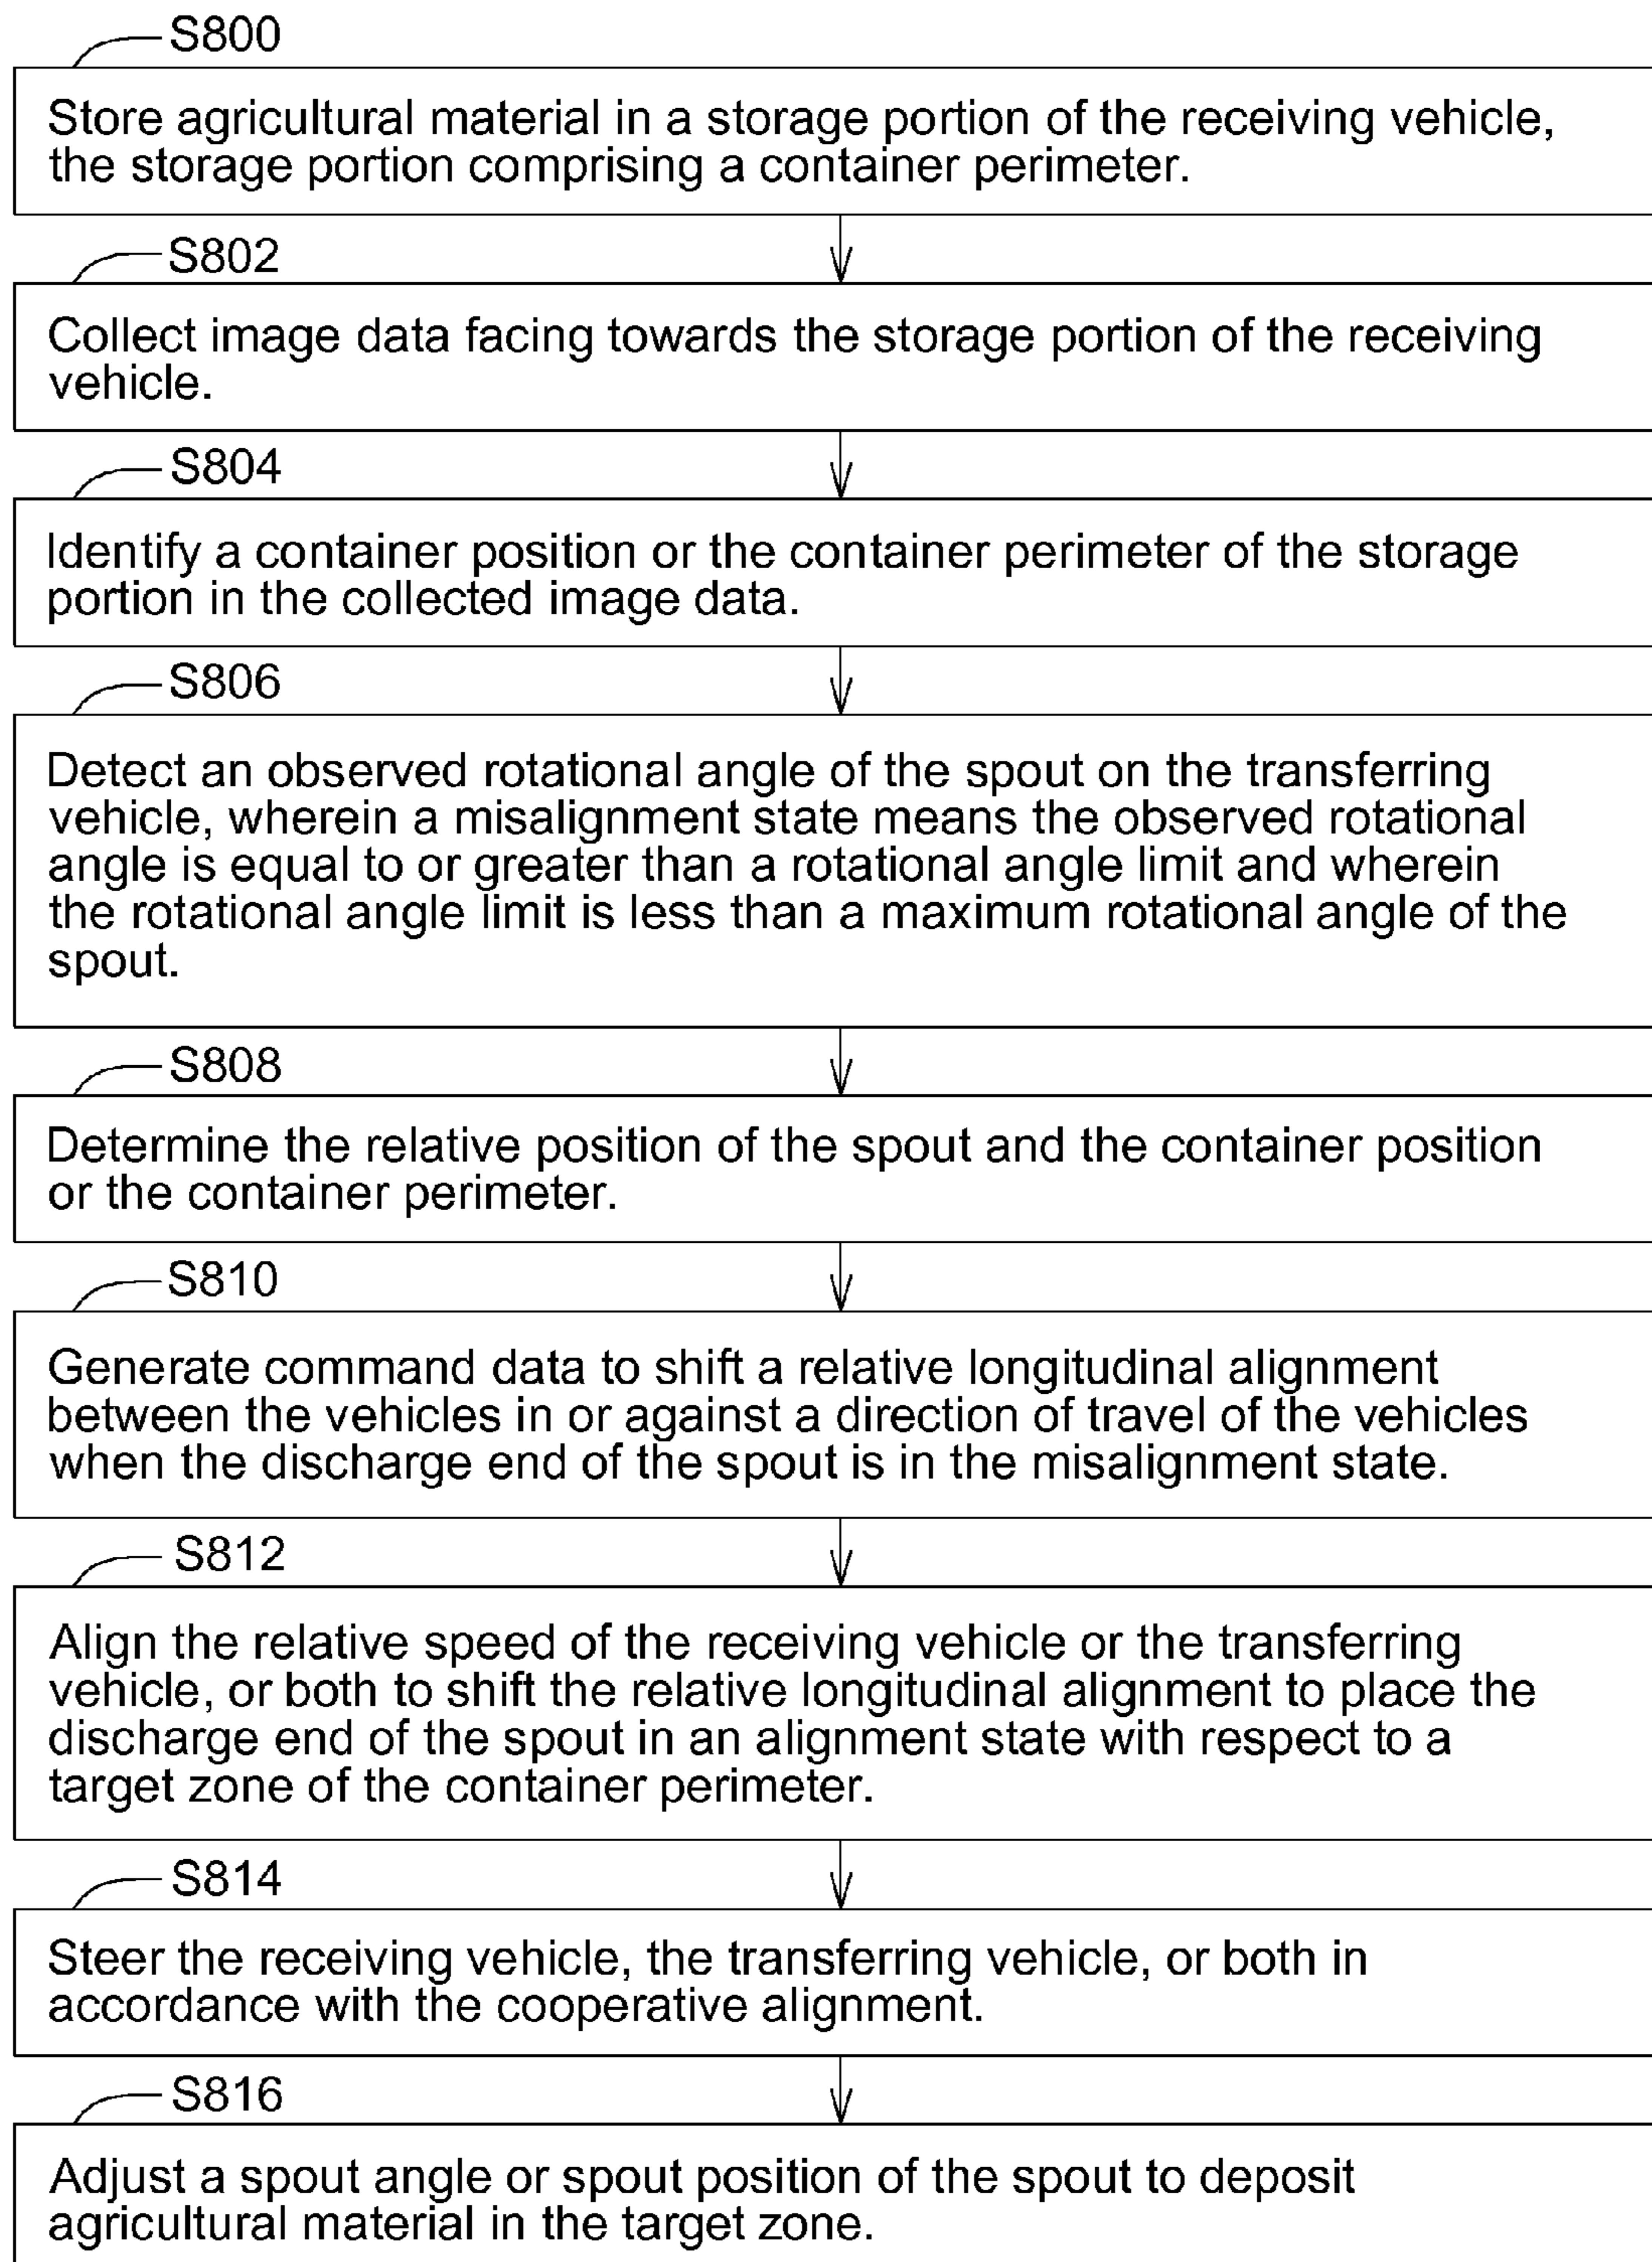 S800
Store agricultural material in a storage portion of the receiving vehicle,
the storage portion comprising a container perimeter.
S802
Collect image data facing towards the storage portion of the receiving
vehicle.
S804
Identify a container position or the container perimeter of the storage
portion in the collected image data.
S806
Detect an observed rotational angle of the spout on the transferring
vehicle, wherein a misalignment state means the observed rotational
angle is equal to or greater than a rotational angle limit and wherein
the rotational angle limit is less than a maximum rotational angle of the
spout.
S808
Determine the relative position of the spout and the container position
or the container perimeter.
S810
Generate command data to shift a relative longitudinal alignment
between the vehicles in or against a direction of travel of the vehicles
when the discharge end of the spout is in the misalignment state.
S812
Align the relative speed of the receiving vehicle or the transferring
vehicle, or both to shift the relative longitudinal alignment to place the
discharge end of the spout in an alignment state with respect to a
target zone of the container perimeter.
S814
Steer the receiving vehicle, the transferring vehicle, or both in
accordance with the cooperative alignment.
S816
Adjust a spout angle or spout position of the spout to deposit
agricultural material in the target zone.